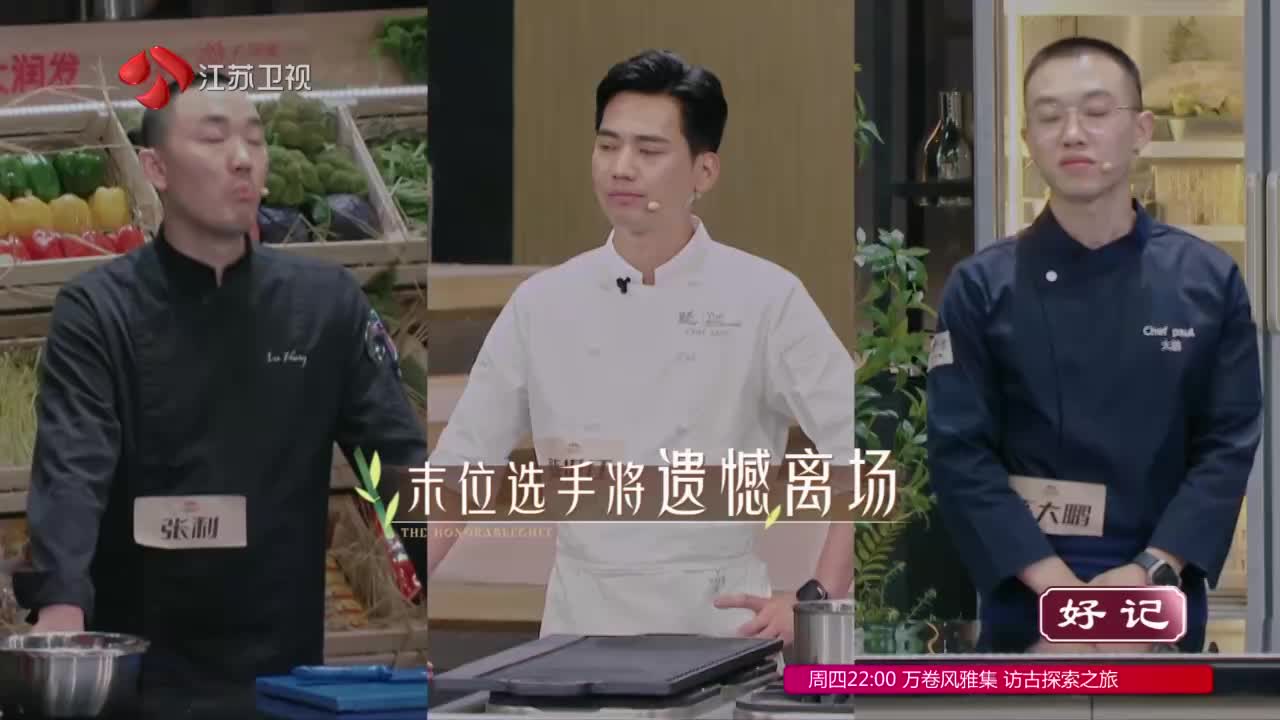 大润发
江苏卫视
Chef paul
大鹏
张利
大鹏
末位选手将遗憾离场
THE HONORABLE CHEF
好记
周四22:00 万卷风雅集 访古探索之旅